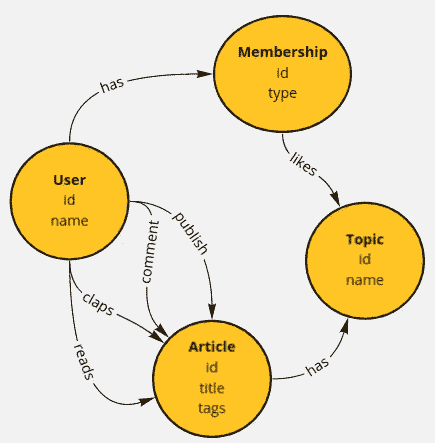 Membership
id
type
has
likes
User
id
name
publish
comment
Topic
id
name
claps
reads
Article
id
title
tags
has